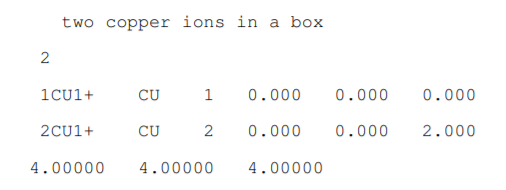 two copper ions in a box
2
1CU1+ CU 1 0.000 0.000 0.000
2CU1+ CU 2 0.000 0.000 2.000
4.00000 4.00000 4.00000